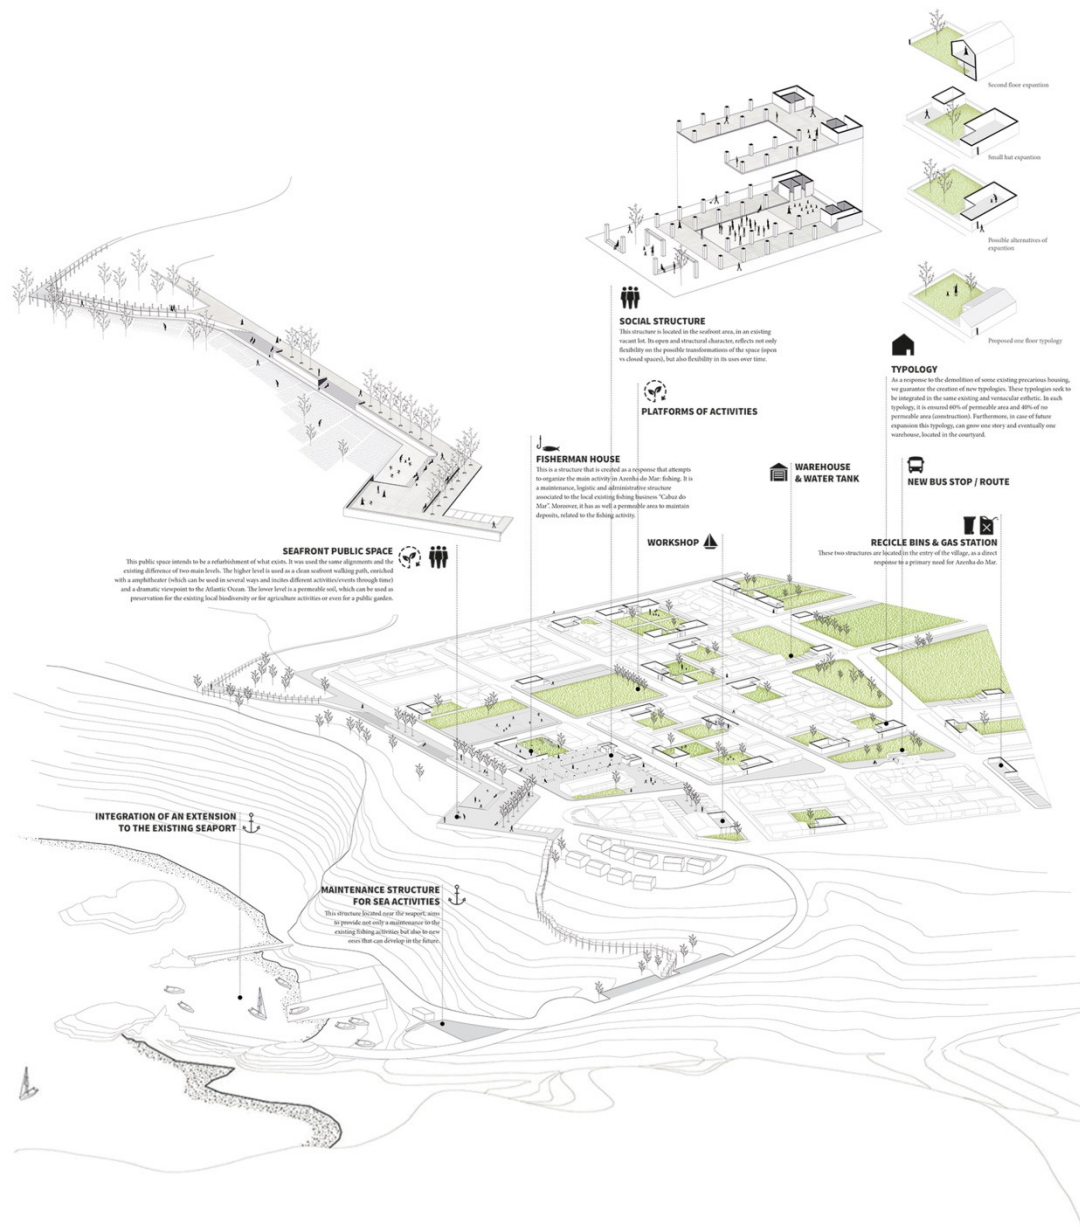 Second floor expantion
Small hut expantion
Possible alternatives of
expantion
Proposed one floor typology
SOCIAL STRUCTURE
This structure is located in the seafront area, in an existing
vacant lot. Its open and structural character, reflects not only
flexibility on the possible transformations of the space (open
vs closed spaces), but also flexibility in its uses over time.
TYPOLOGY
As a response to the demolition of some existing precarious housing,
we guarantee the creation of new typologies. These typologies seek to
be integrated in the same existing and vernacular esthetic. In each
typology, it is ensured 60% of permeable area and 40% of no
permeable area (construction). Furthermore, in case of future
expansion this typology, can grow one story and eventually one
warehouse, located in the courtyard.
PLATFORMS OF ACTIVITIES
FISHERMAN HOUSE
This is a structure that is created as a response that attempts
to organize the main activity in Azenha do Mar: fishing. It is
a maintenance, logistic and administrative structure
associated to the local existing fishing business "Cabaz do
Mar". Moreover, it has as well a permeable area to maintain
deposits, related to the fishing activity.
WAREHOUSE
& WATER TANK
NEW BUS STOP / ROUTE
WORKSHOP
RECICLE BINS & GAS STATION
These two structures are located in the entry of the village, as a direct
response to a primary need for Azenha do Mar.
SEAFRONT PUBLIC SPACE
This public space intends to be a refurbishment of what exists. It was used the same alignments and the
existing difference of two main levels. The higher level is used as a clean seafront walking path, enriched
with a amphitheater (which can be used in several ways and incites different activities/events through time)
and a dramatic viewpoint to the Atlantic Ocean. The lower level is a permeable soil, which can be used as
preservation for the existing local biodiversity or for agriculture activities or even for a public garden.
INTEGRATION OF AN EXTENSION
TO THE EXISTING SEAPORT
MAINTENANCE STRUCTURE
FOR SEA ACTIVITIES
This structure located near the seaport, aims
to provide not only a maintenance to the
existing fishing activities but also to new
ones that can develop in the future.